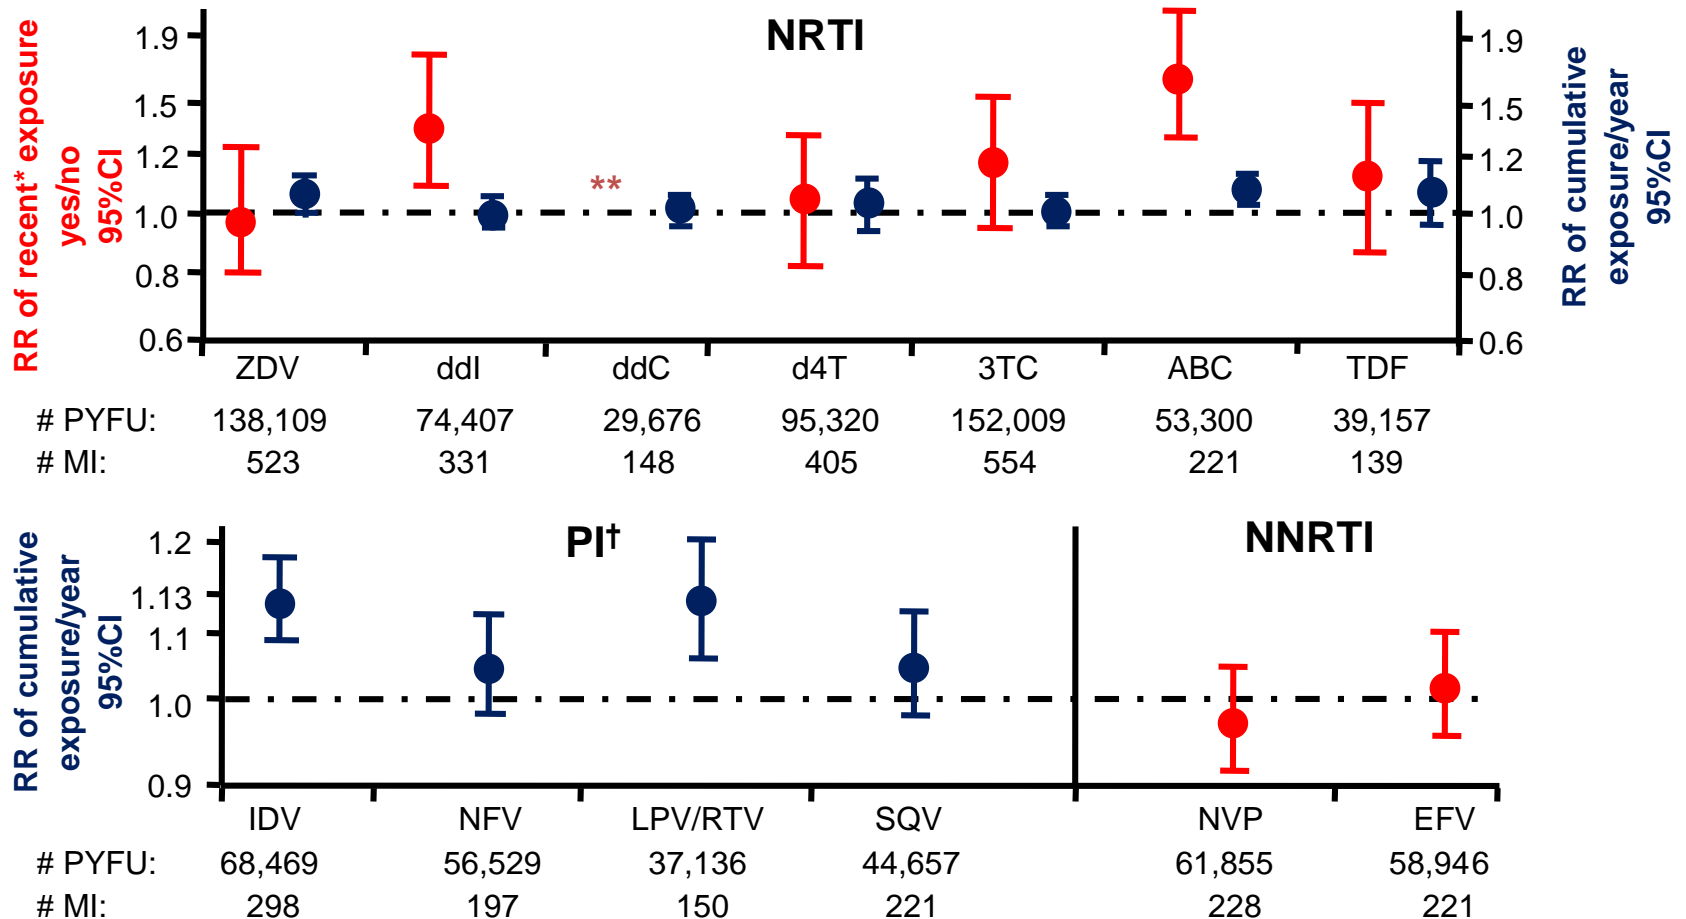 NRTI
RR of recent* exposure
yes/no
95%CI
1.9
1.5
1.2
1.0
0.8
0.6
**
1.9
1.5
1.2
1.0
0.8
0.6
RR of cumulative
exposure/year
95%CI
ZDV ddI ddC d4T 3TC ABC TDF
# PYFU: 138,109 74,407 29,676 95,320 152,009 53,300 39,157
# MI: 523 331 148 405 554 221 139
PI† NNRTI
RR of cumulative
exposure/year
95%CI
1.2
1.13
1.1
1.0
0.9
IDV NFV LPV/RTV SQV NVP EFV
# PYFU: 68,469 56,529 37,136 44,657 61,855 58,946
# MI: 298 197 150 221 228 221